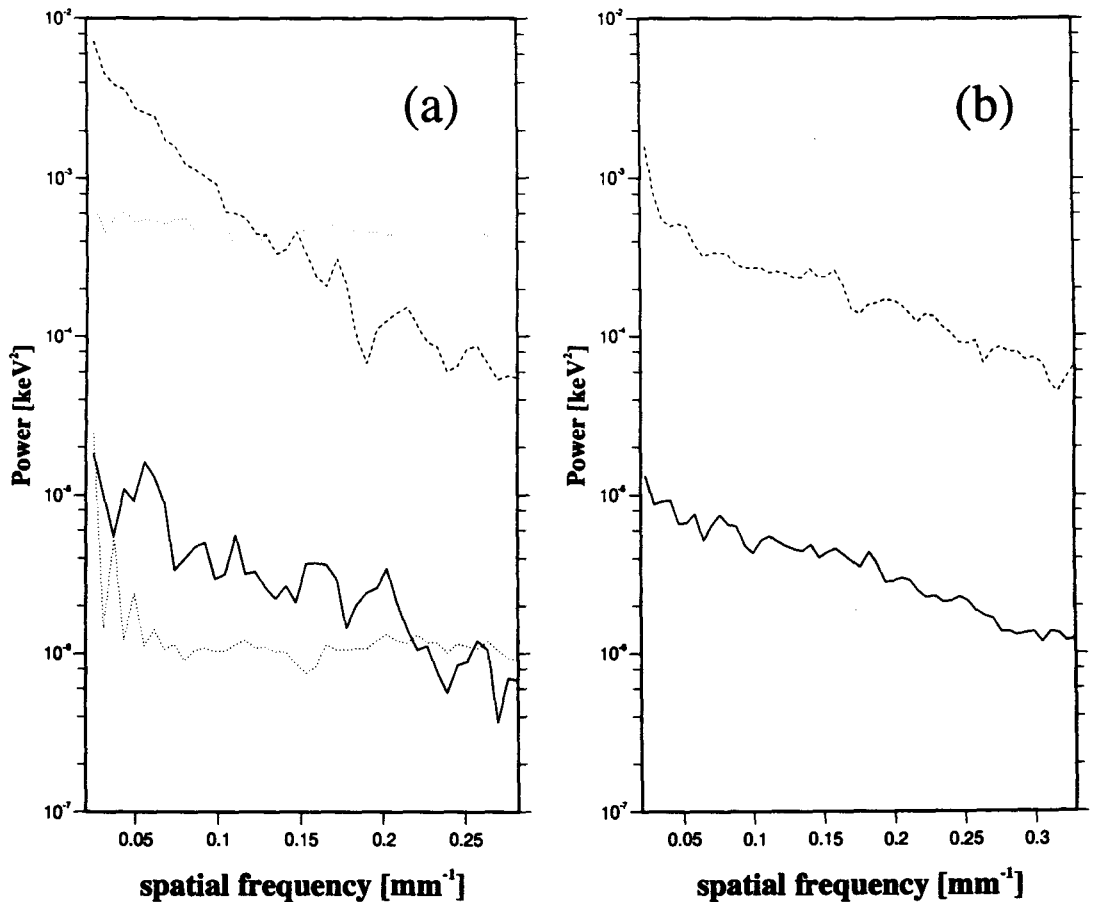 (a)
Power [keV²]
10⁻²
10⁻³
10⁻⁴
10⁻⁵
10⁻⁶
10⁻⁷
0.05 0.1 0.15 0.2 0.25
spatial frequency [mm⁻¹]
(b)
Power [keV²]
10⁻²
10⁻³
10⁻⁴
10⁻⁵
10⁻⁶
10⁻⁷
0.05 0.1 0.15 0.2 0.25 0.3
spatial frequency [mm⁻¹]